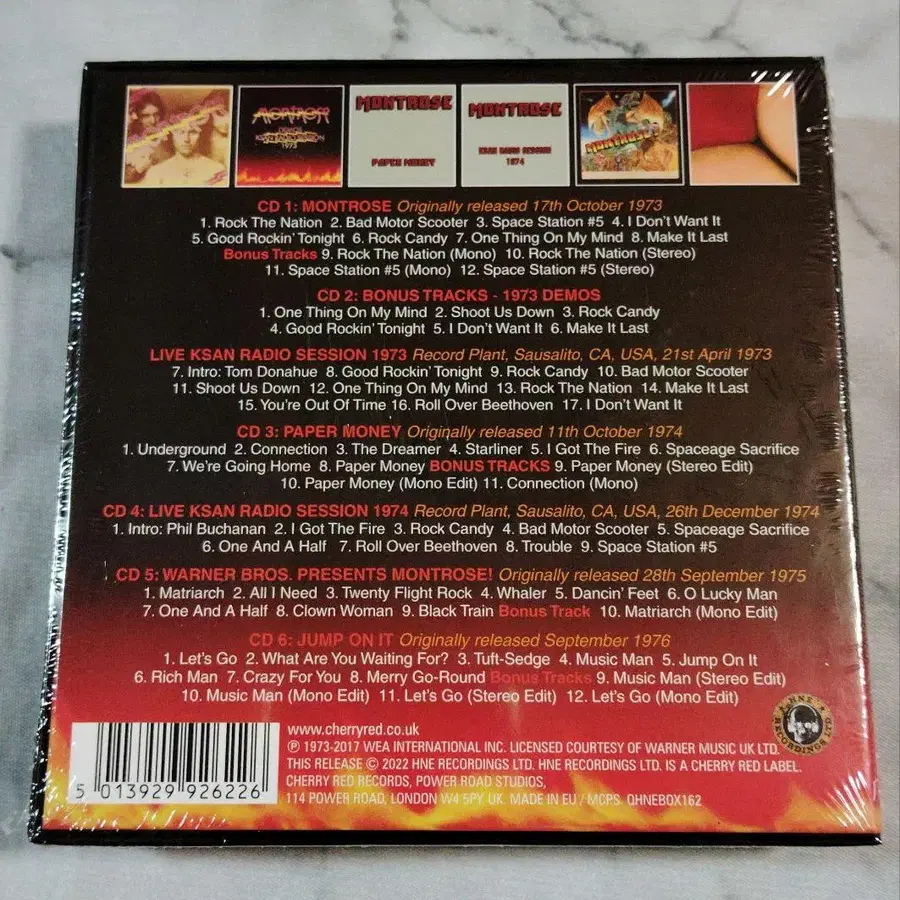 MONTROSE
MONTROSE
KSAN RADIO SESSION
1973
MONTROSE
PAPER MONEY
MONTROSE
KSAN RADIO SESSION
1974
MONTROSE
CD 1: MONTROSE Originally released 17th October 1973
1. Rock The Nation 2. Bad Motor Scooter 3. Space Station #5 4. I Don't Want It
5. Good Rockin' Tonight 6. Rock Candy 7. One Thing On My Mind 8. Make It Last
Bonus Tracks 9. Rock The Nation (Mono) 10. Rock The Nation (Stereo)
11. Space Station #5 (Mono) 12. Space Station #5 (Stereo)
CD 2: BONUS TRACKS - 1973 DEMOS
1. One Thing On My Mind 2. Shoot Us Down 3. Rock Candy
4. Good Rockin' Tonight 5. I Don't Want It 6. Make It Last
LIVE KSAN RADIO SESSION 1973 Record Plant, Sausalito, CA, USA, 21st April 1973
7. Intro: Tom Donahue 8. Good Rockin' Tonight 9. Rock Candy 10. Bad Motor Scooter
11. Shoot Us Down 12. One Thing On My Mind 13. Rock The Nation 14. Make It Last
15. You're Out Of Time 16. Roll Over Beethoven 17. I Don't Want It
CD 3: PAPER MONEY Originally released 11th October 1974
1. Underground 2. Connection 3. The Dreamer 4. Starliner 5. I Got The Fire 6. Spaceage Sacrifice
7. We're Going Home 8. Paper Money BONUS TRACKS 9. Paper Money (Stereo Edit)
10. Paper Money (Mono Edit) 11. Connection (Mono)
CD 4: LIVE KSAN RADIO SESSION 1974 Record Plant, Sausalito, CA, USA, 26th December 1974
1. Intro: Phil Buchanan 2. I Got The Fire 3. Rock Candy 4. Bad Motor Scooter 5. Spaceage Sacrifice
6. One And A Half 7. Roll Over Beethoven 8. Trouble 9. Space Station #5
CD 5: WARNER BROS. PRESENTS MONTROSE! Originally released 28th September 1975
1. Matriarch 2. All I Need 3. Twenty Flight Rock 4. Whaler 5. Dancin' Feet 6. O Lucky Man
7. One And A Half 8. Clown Woman 9. Black Train Bonus Track 10. Matriarch (Mono Edit)
CD 6: JUMP ON IT Originally released September 1976
1. Let's Go 2. What Are You Waiting For? 3. Tuft-Sedge 4. Music Man 5. Jump On It
6. Rich Man 7. Crazy For You 8. Merry Go-Round Bonus Tracks 9. Music Man (Stereo Edit)
10. Music Man (Mono Edit) 11. Let's Go (Stereo Edit) 12. Let's Go (Mono Edit)
www.cherryred.co.uk
℗ 1973-2017 WEA INTERNATIONAL INC. LICENSED COURTESY OF WARNER MUSIC UK LTD.
THIS RELEASE © 2022 HNE RECORDINGS LTD. HNE RECORDINGS LTD. IS A CHERRY RED LABEL.
CHERRY RED RECORDS, POWER ROAD STUDIOS,
114 POWER ROAD, LONDON W4 5PY UK. MADE IN EU / MCPS. QHNEBOX162
HNE RECORDINGS LTD
5 013929 926226